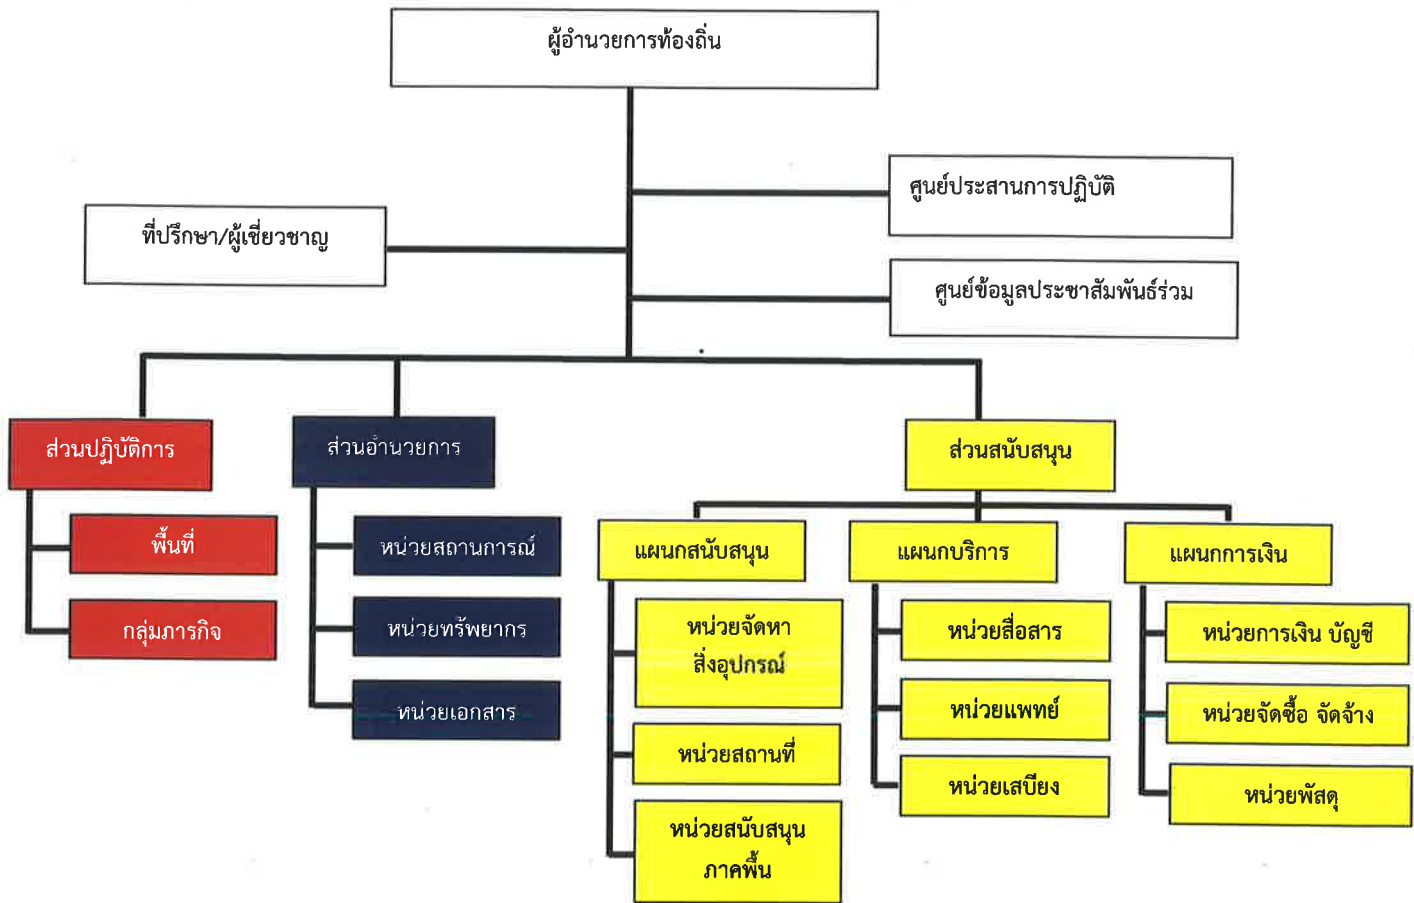 ผู้อำนวยการท้องถิ่น
ศูนย์ประสานการปฏิบัติ
ที่ปรึกษา/ผู้เชี่ยวชาญ
ศูนย์ข้อมูลประชาสัมพันธ์ร่วม
ส่วนปฏิบัติการ
พื้นที่
กลุ่มภารกิจ
ส่วนอำนวยการ
หน่วยสถานการณ์
หน่วยทรัพยากร
หน่วยเอกสาร
ส่วนสนับสนุน
แผนกสนับสนุน
หน่วยจัดหา
สิ่งอุปกรณ์
หน่วยสถานที่
หน่วยสนับสนุน
ภาคพื้น
แผนกบริการ
หน่วยสื่อสาร
หน่วยแพทย์
หน่วยเสบียง
แผนกการเงิน
หน่วยการเงิน บัญชี
หน่วยจัดซื้อ จัดจ้าง
หน่วยพัสดุ